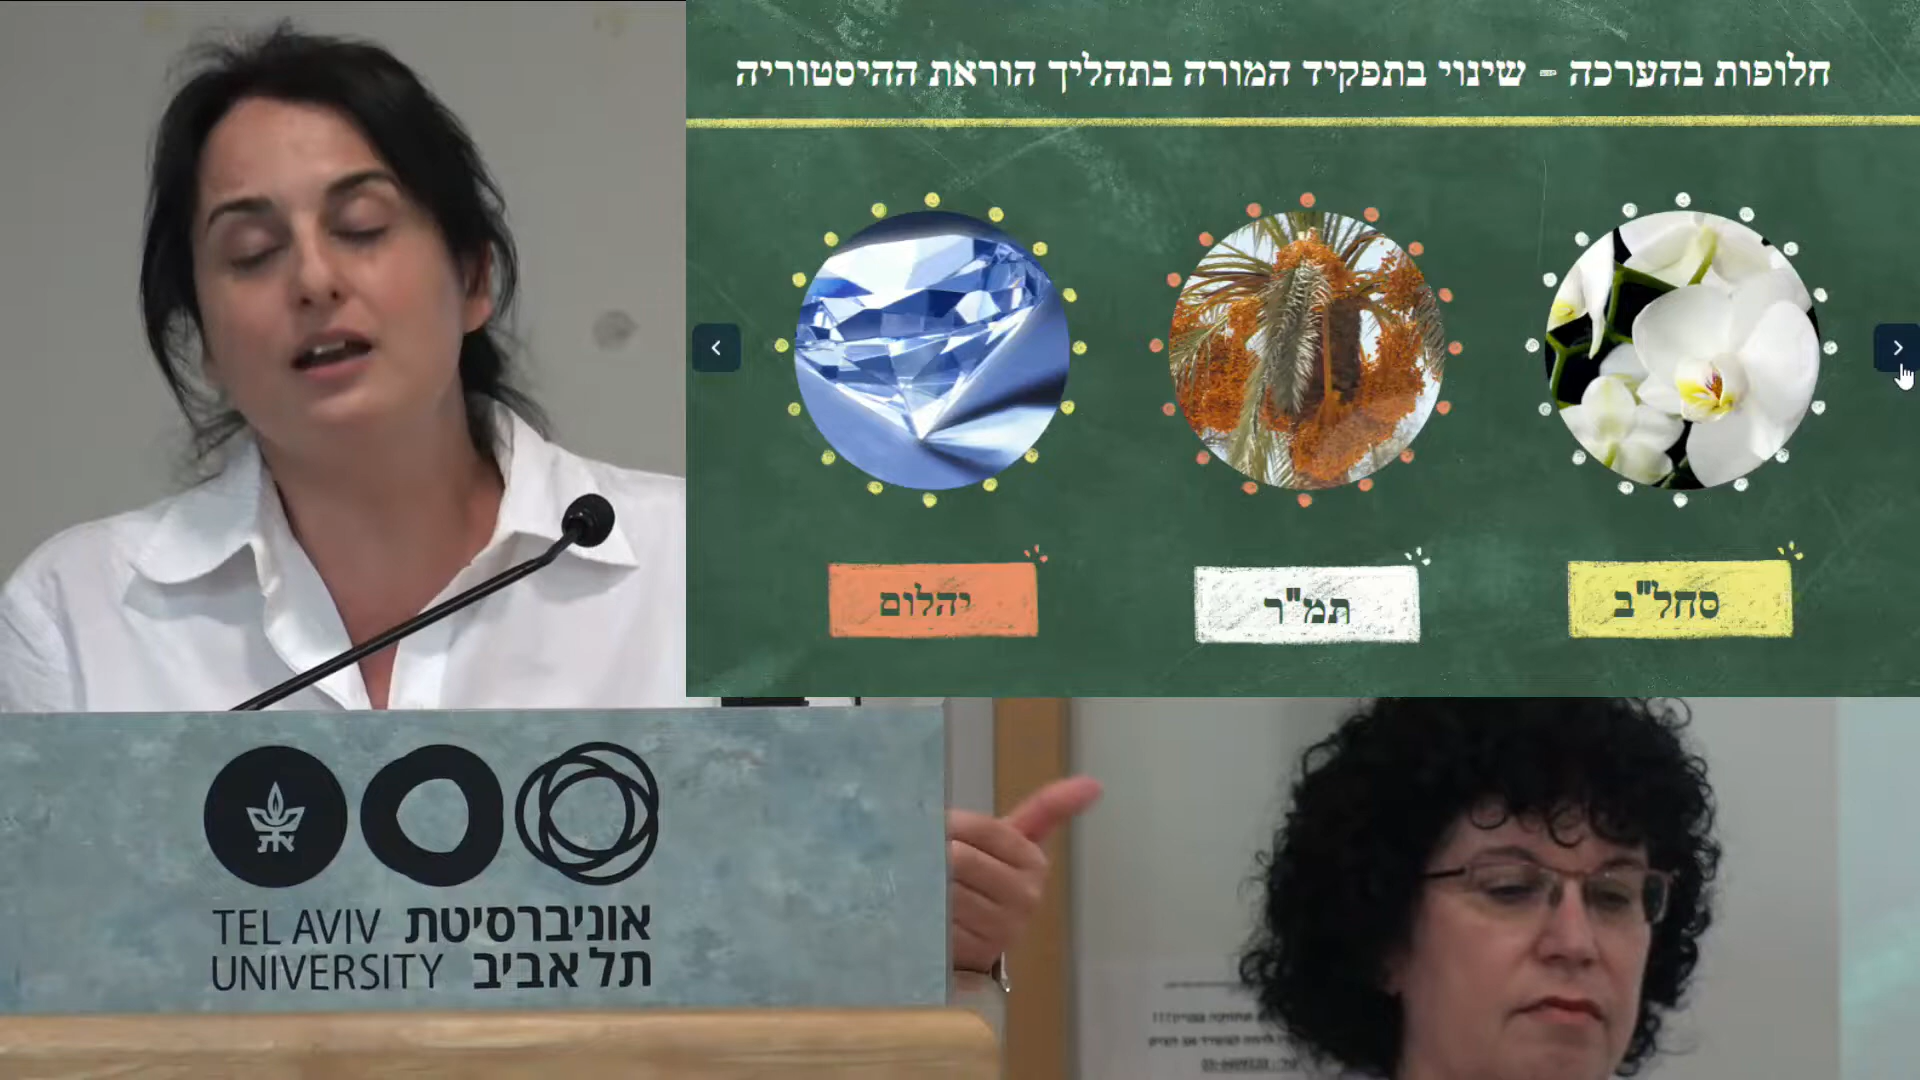 חלופות בהערכה - שינוי בתפקיד המורה בתהליך הוראת ההיסטוריה
סחל"ב
תמ"ר
יהלום
TEL AVIV אוניברסיטת
UNIVERSITY תל אביב